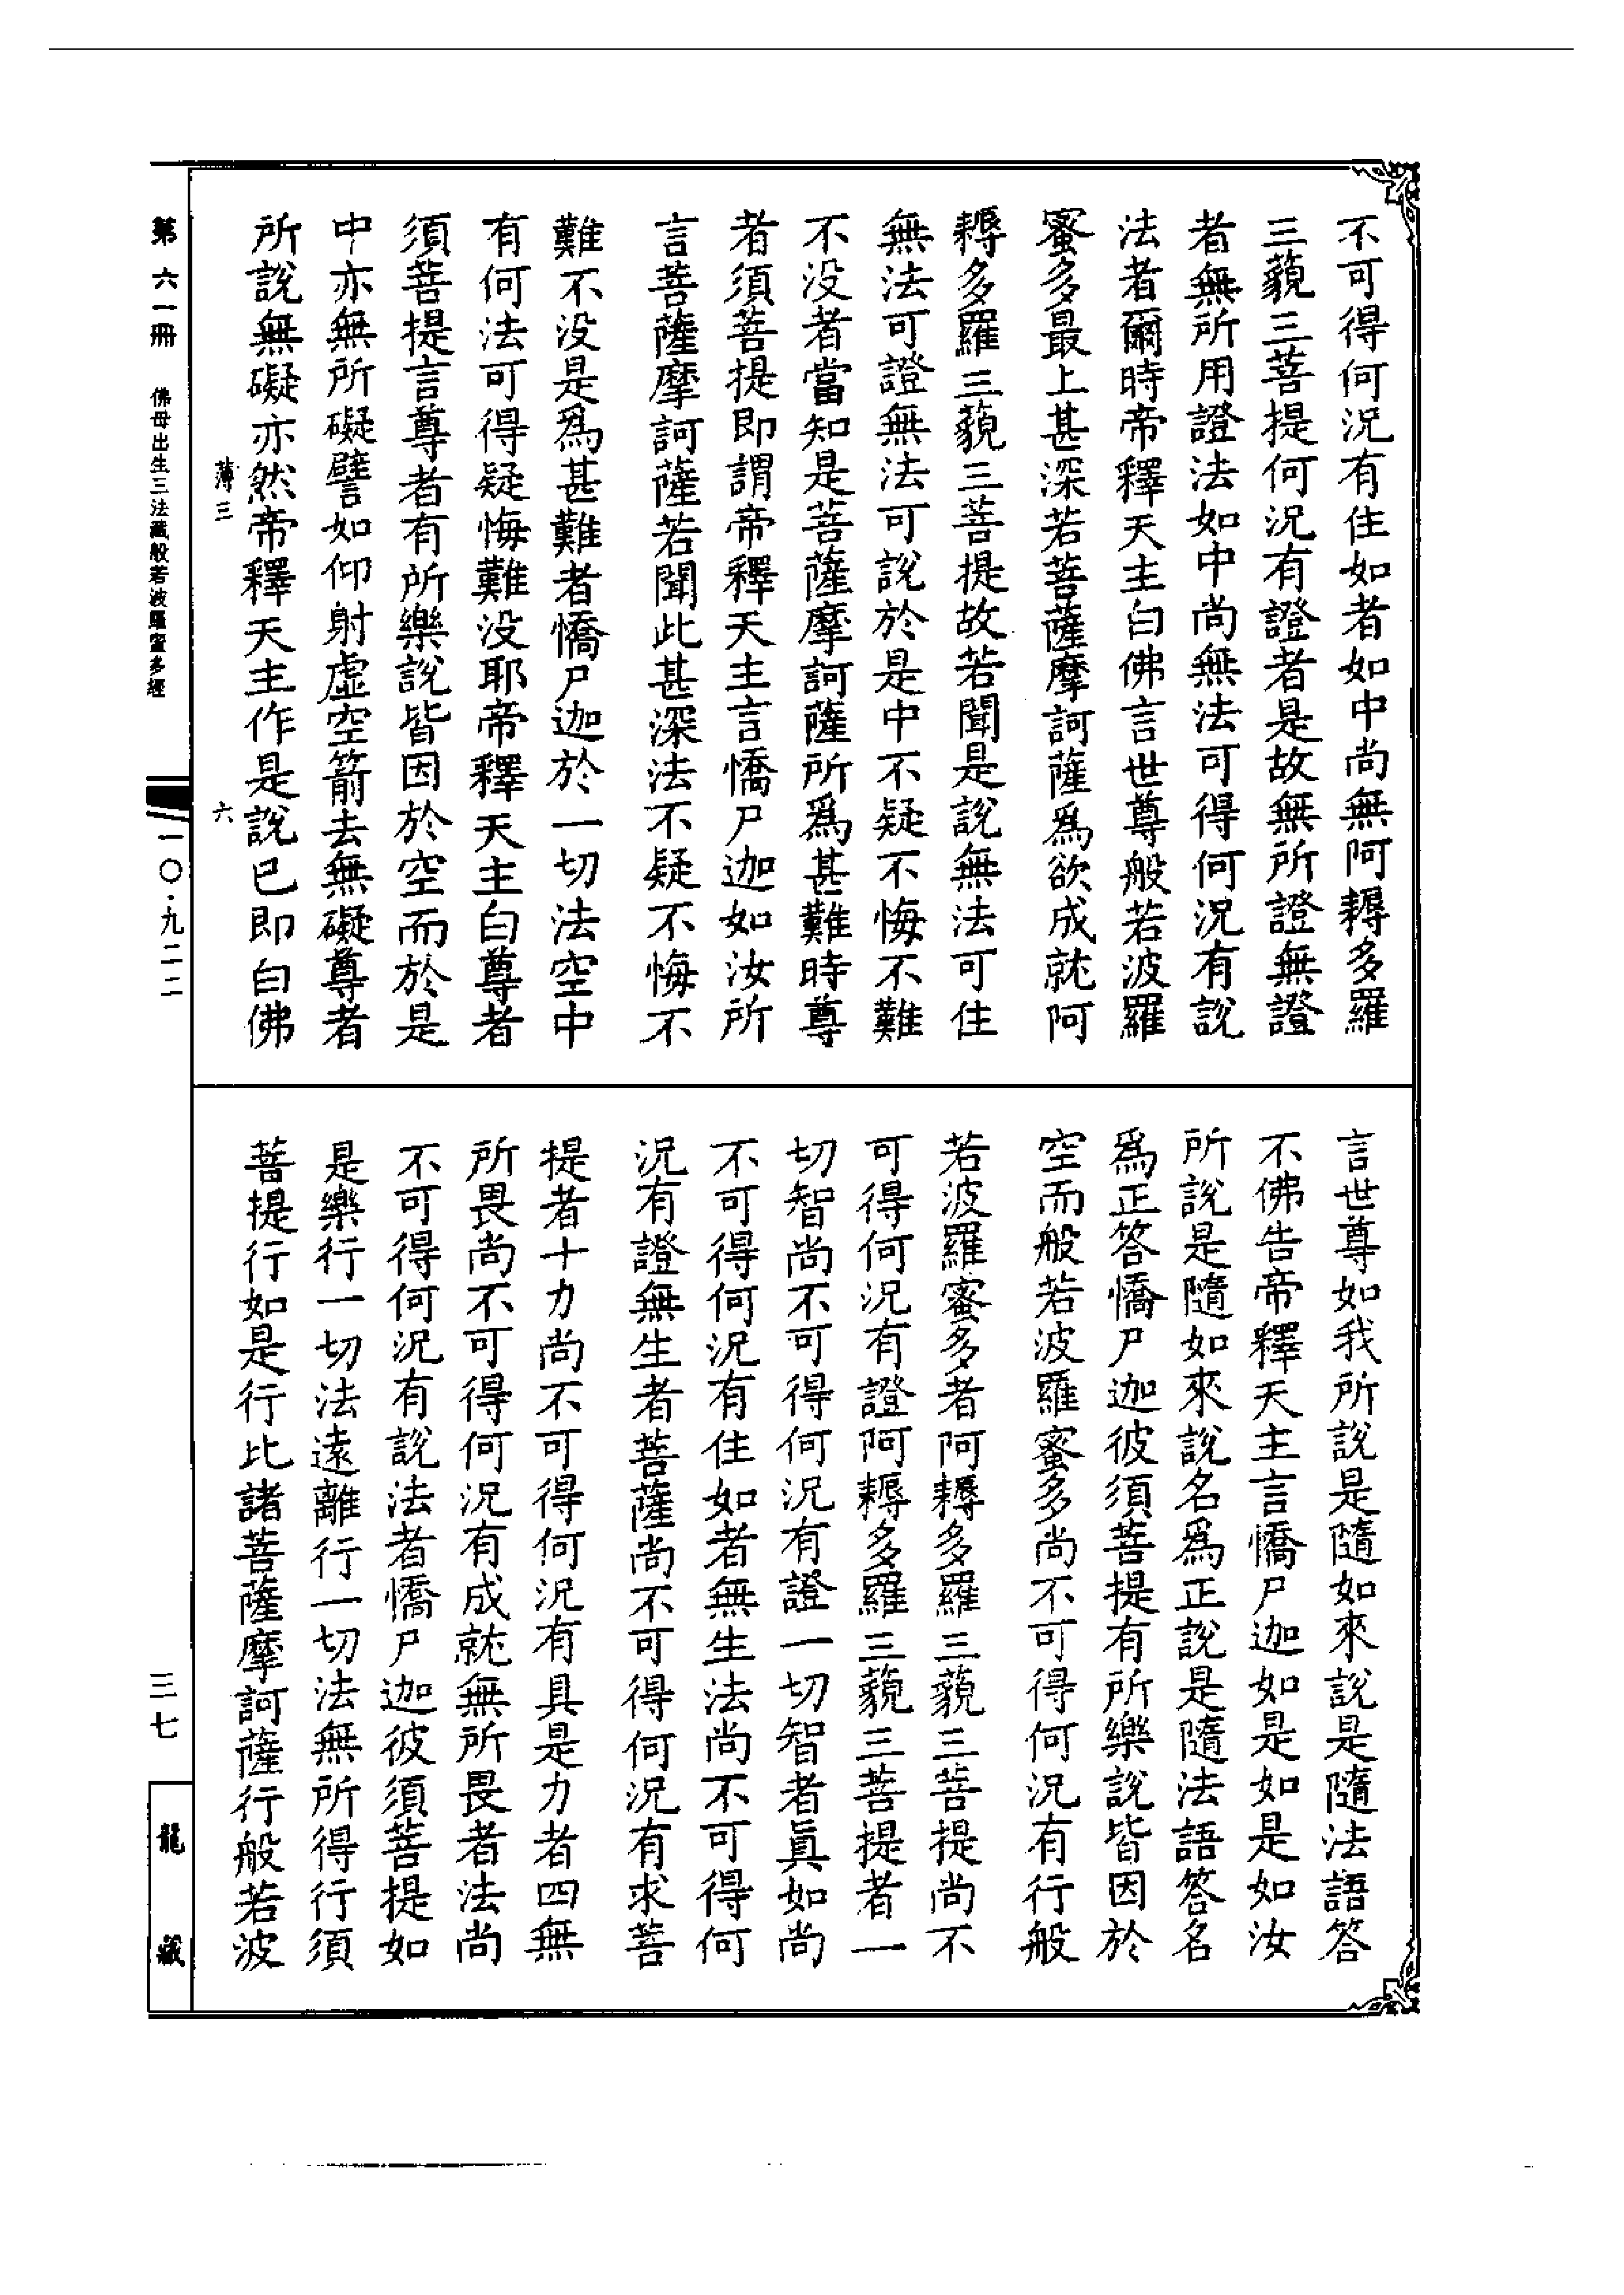 不可得何況有住如者如中尚無阿耨多羅
三藐三菩提何況有證者是故無所證無證
者無所用證法如中尚無法可得何況有說
法者爾時帝釋天主白佛言世尊般若波羅
蜜多最上甚深若菩薩摩訶薩為欲成就阿
耨多羅三藐三菩提故若聞是說無法可住
無法可證無法可說於是中不疑不悔不難
不没者當知是菩薩摩訶薩所為甚難時尊
者須菩提即謂帝釋天主言憍尸迦如汝所
言菩薩摩訶薩若聞此甚深法不疑不悔不
難不没是為甚難者憍尸迦於一切法空中
有何法可得疑悔難没耶帝釋天主白尊者
須菩提言尊者有所樂說皆因於空而於是
中亦無所礙譬如仰射虛空箭去無礙尊者
所說無礙亦然帝釋天主作是說已即白佛
薄三 六
言世尊如我所說是隨如來說是隨法語答
不佛告帝釋天主言憍尸迦如是如是如汝
所說是隨如來說名為正說是隨法語答名
為正答憍尸迦彼須菩提有所樂說皆因於
空而般若波羅蜜多尚不可得何況有行般
若波羅蜜多者阿耨多羅三藐三菩提尚不
可得何況有證阿耨多羅三藐三菩提者一
切智尚不可得何況有證一切智者真如尚
不可得何況有住如者無生法尚不可得何
況有證無生者菩薩尚不可得何況有求菩
提者十力尚不可得何況有具是力者四無
所畏尚不可得何況有成就無所畏者法尚
不可得何況有說法者憍尸迦彼須菩提如
是樂行一切法遠離行一切法無所得行須
菩提行如是行比諸菩薩摩訶薩行般若波
第六一冊 佛母出生三法藏般若波羅蜜多經
一〇·九二二
三七
龍藏